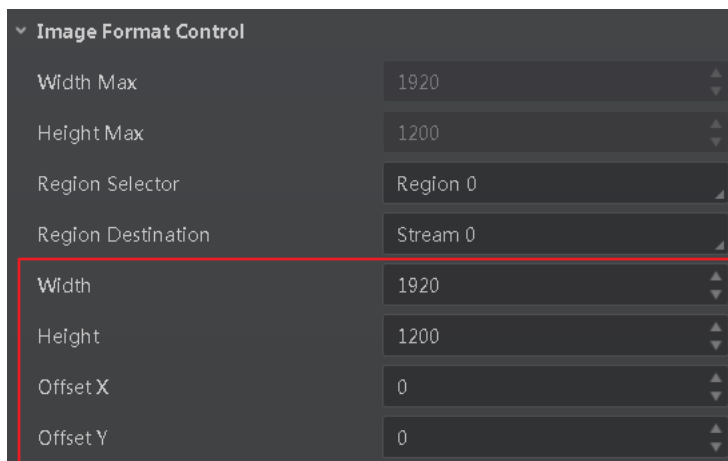 Image Format Control
Width Max 1920
Height Max 1200
Region Selector Region 0
Region Destination Stream 0
Width 1920
Height 1200
Offset X 0
Offset Y 0